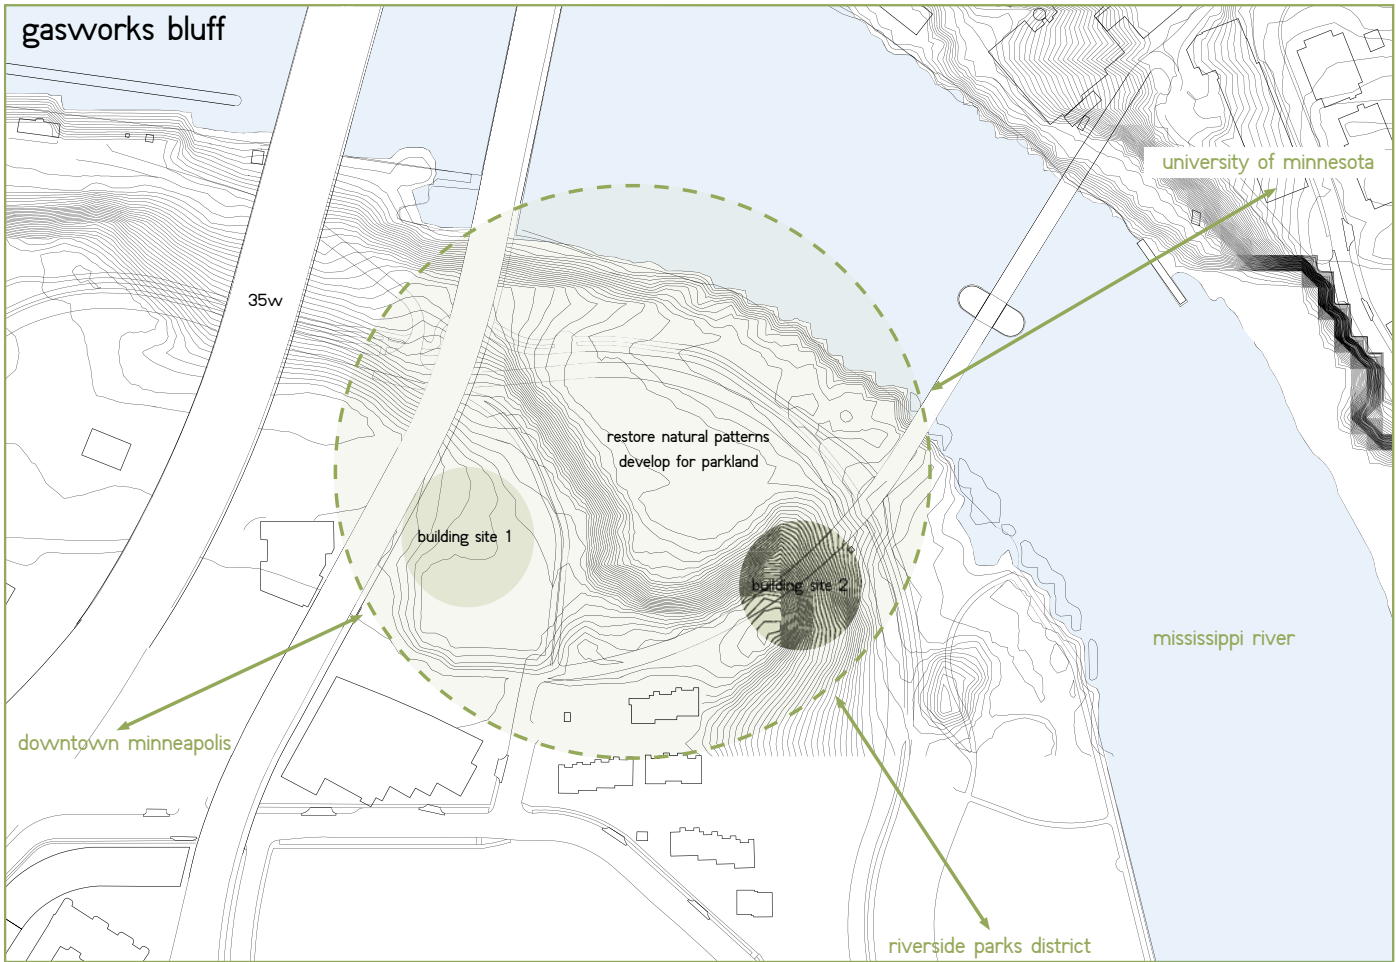 gasworks bluff
university of minnesota
35w
restore natural patterns
develop for parkland
building site 1
building site 2
mississippi river
downtown minneapolis
riverside parks district